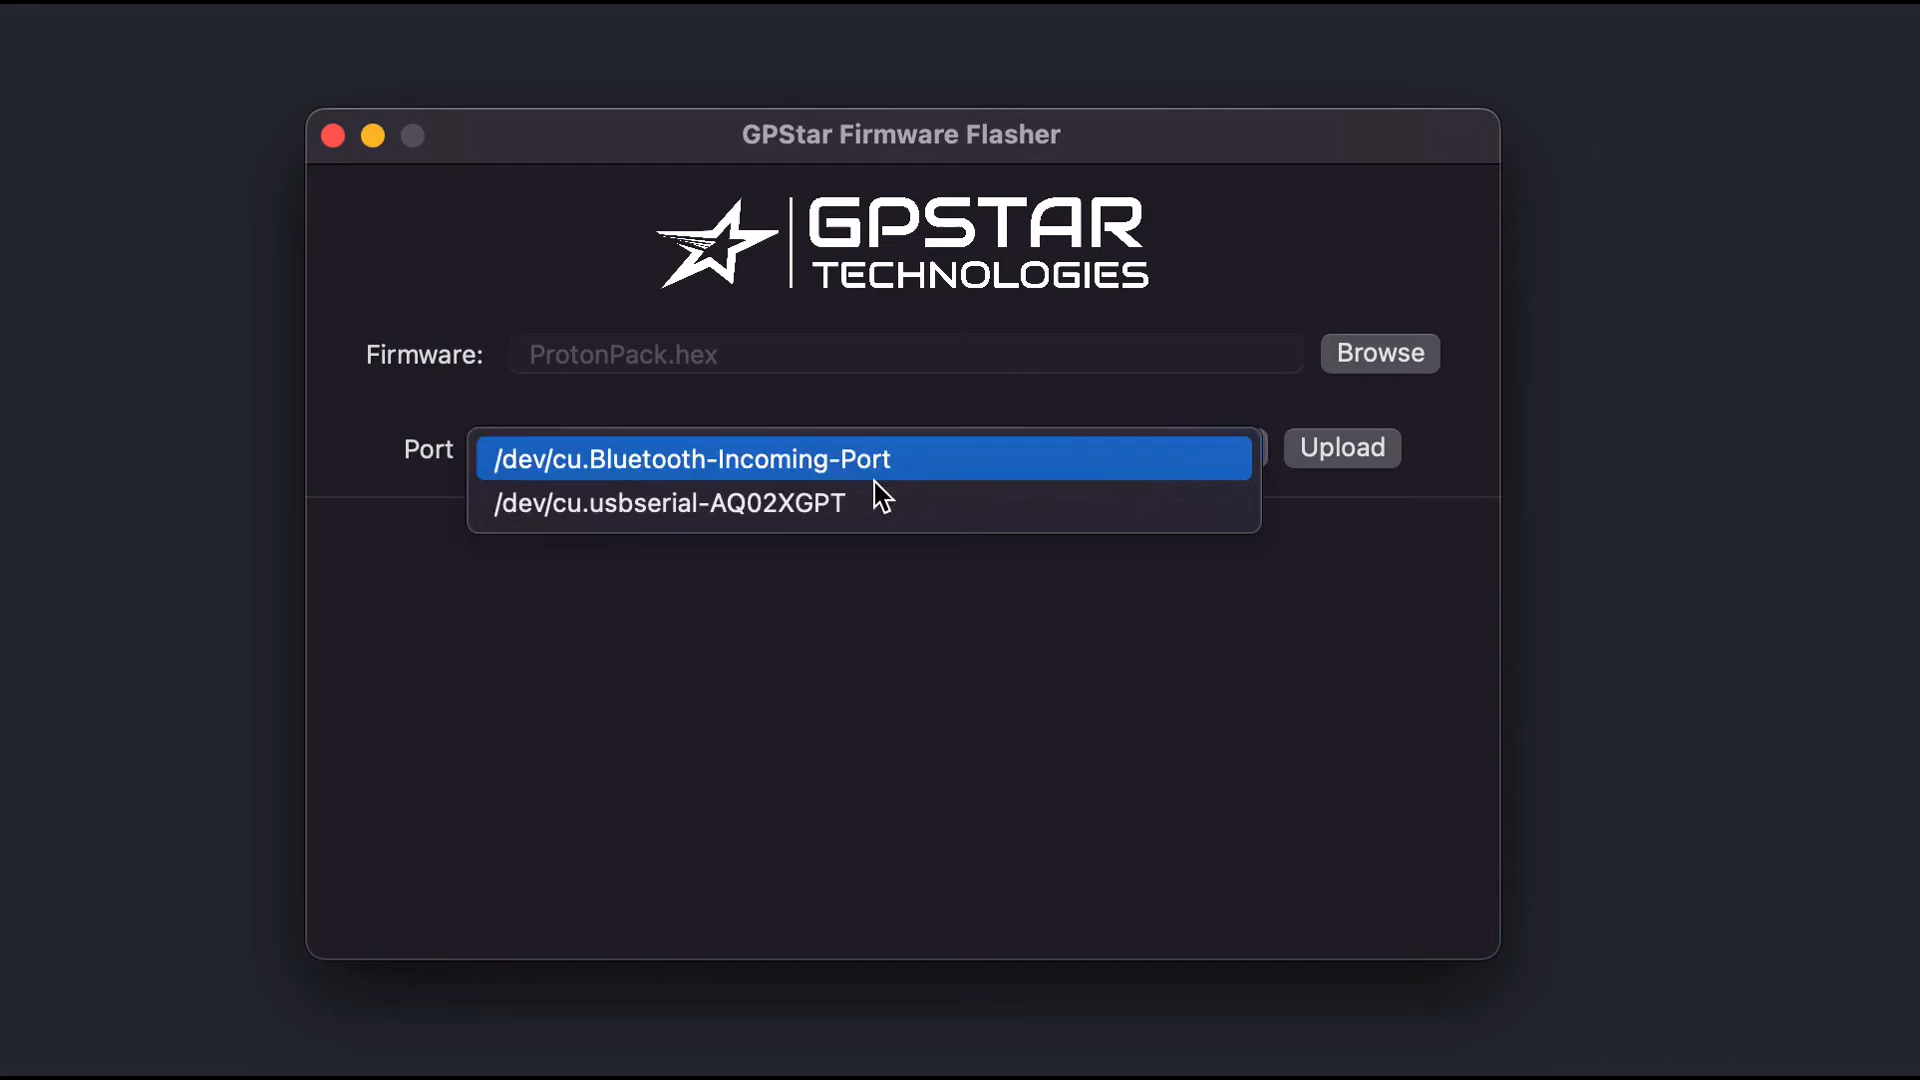 GPStar Firmware Flasher
GPSTAR
TECHNOLOGIES
Firmware: ProtonPack.hex Browse
Port /dev/cu.Bluetooth-Incoming-Port Upload
/dev/cu.usbserial-AQ02XGPT